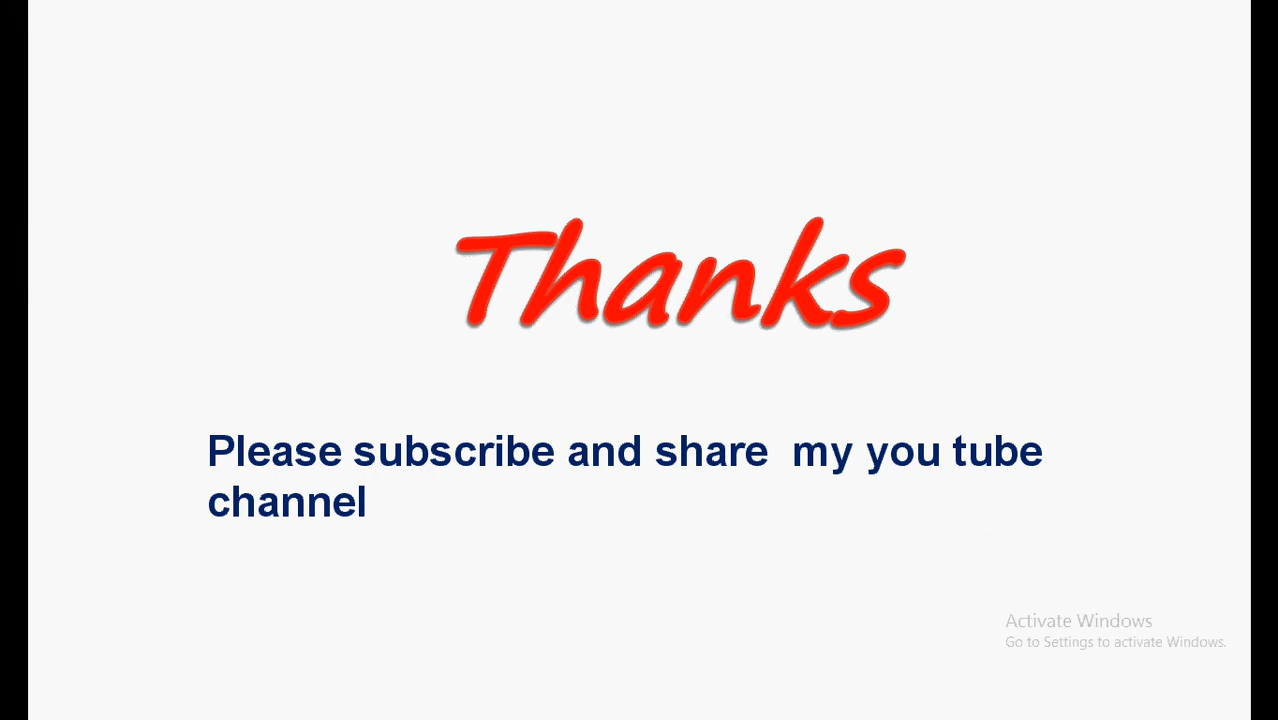 Thanks
Please subscribe and share  my you tube
channel
Activate Windows
Go to Settings to activate Windows.